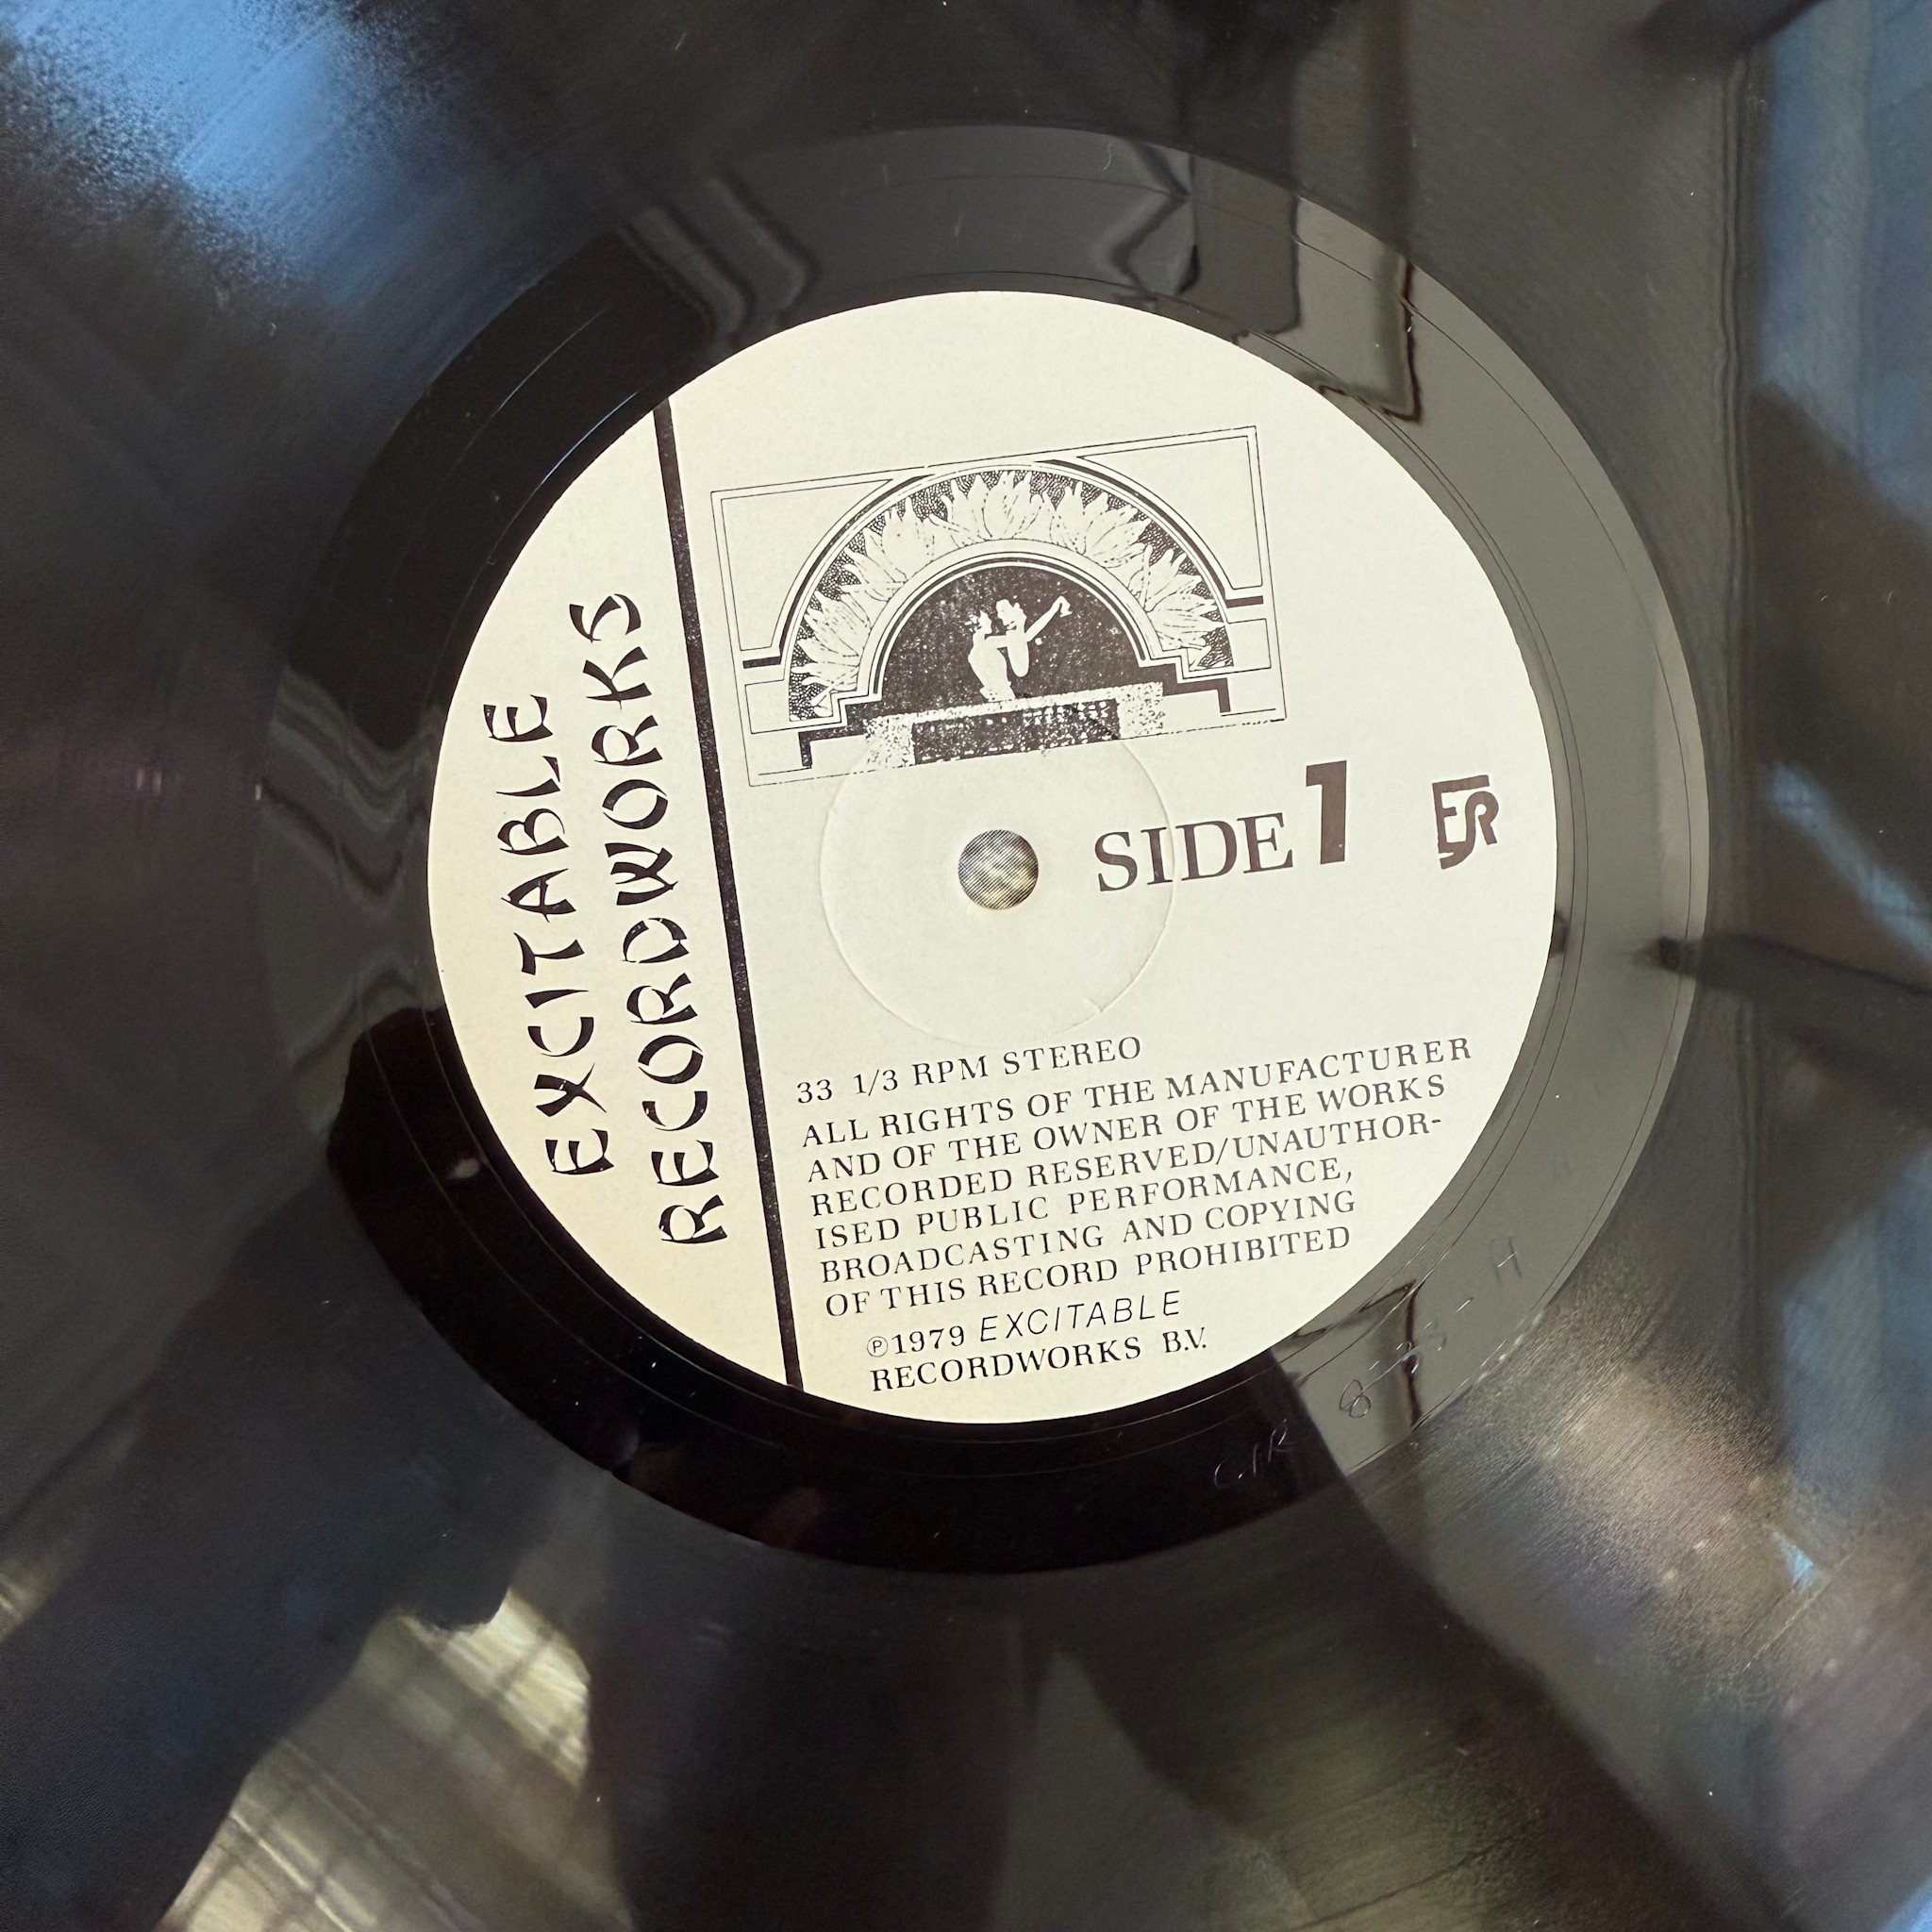 EXCITABLE
RECORDWORKS
SIDE 1
ER
33 1/3 RPM STEREO
ALL RIGHTS OF THE MANUFACTURER
AND OF THE OWNER OF THE WORKS
RECORDED RESERVED/UNAUTHOR-
ISED PUBLIC PERFORMANCE,
BROADCASTING AND COPYING
OF THIS RECORD PROHIBITED
℗1979 EXCITABLE
RECORDWORKS B.V.